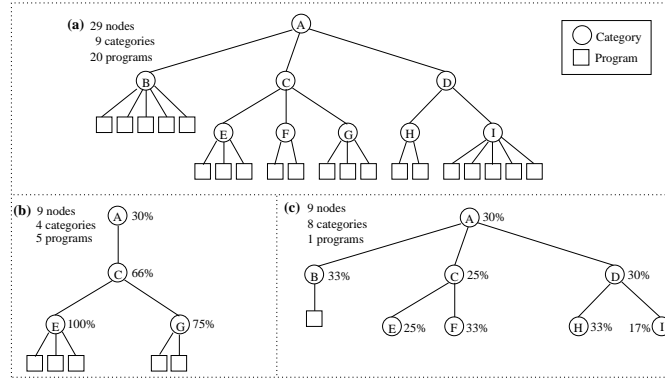 (a) 29 nodes
9 categories
20 programs
A
Category
Program
B
C
D
E
F
G
H
I
(b) 9 nodes
4 categories
5 programs
A 30%
C 66%
E 100%
G 75%
(c) 9 nodes
8 categories
1 programs
A 30%
B 33%
C 25%
D 30%
E 25%
F 33%
H 33%
17% I